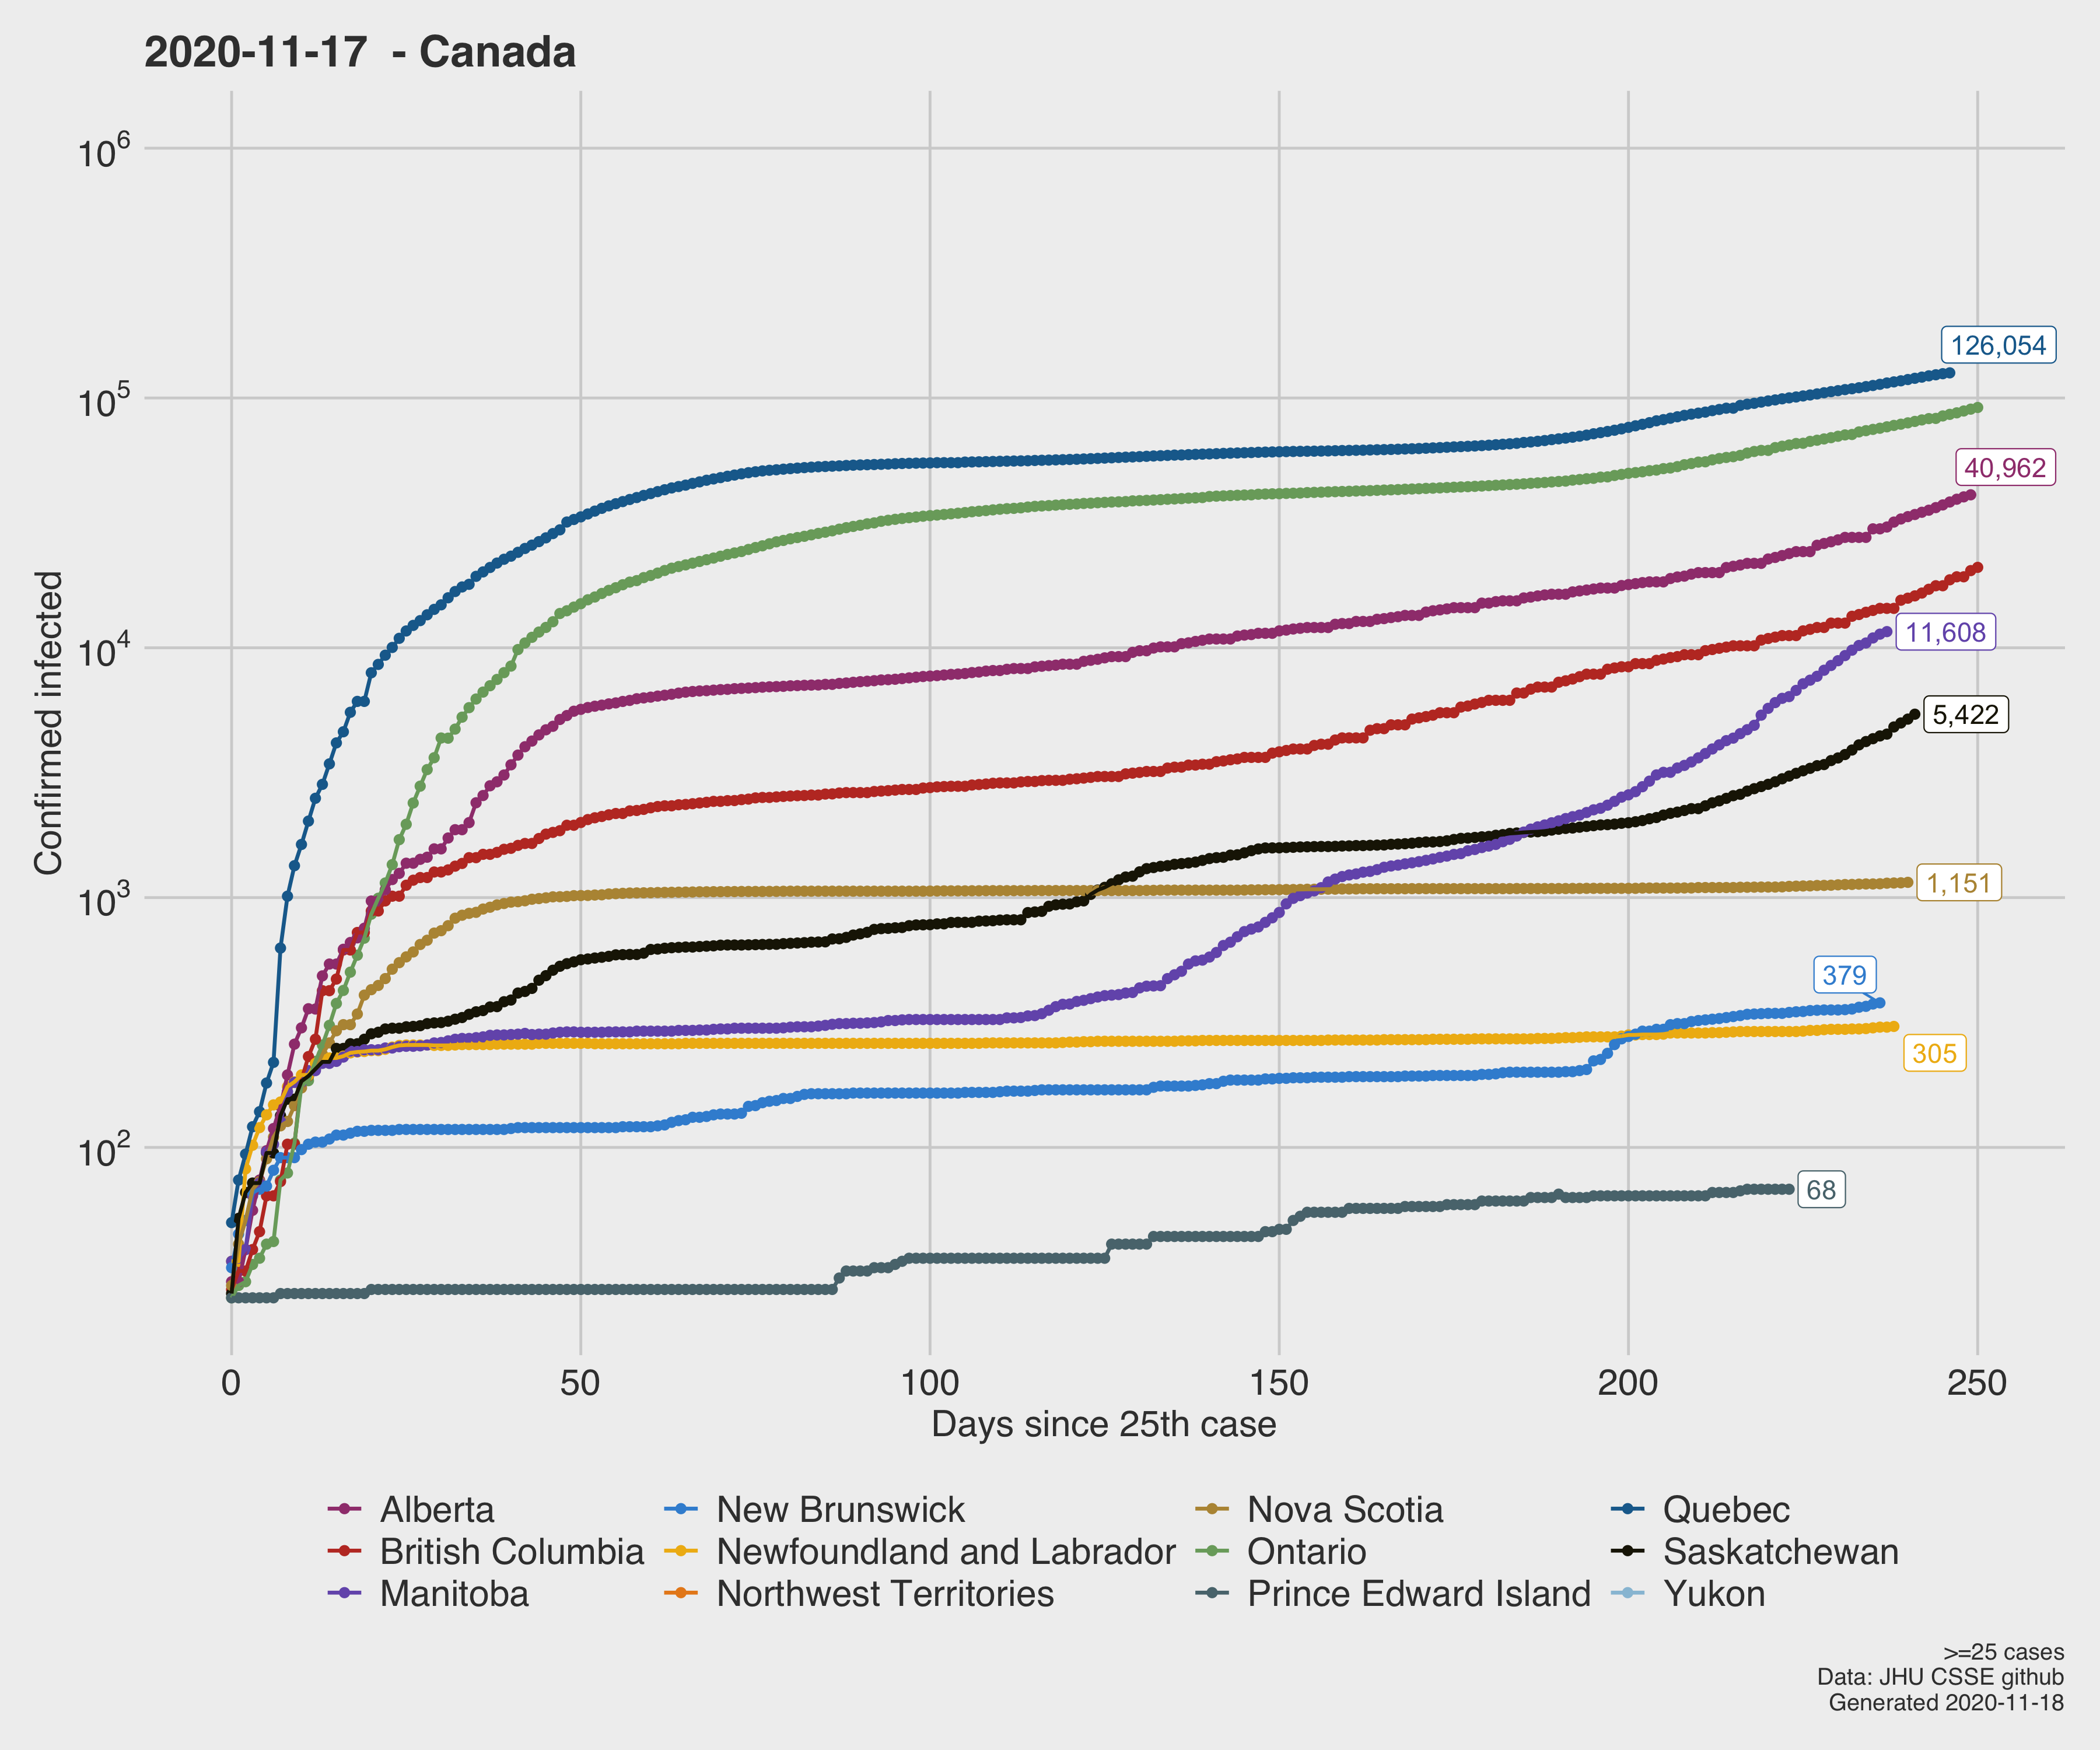 2020-11-17 - Canada
10^6
10^5
10^4
10^3
10^2
Confirmed infected
126,054
40,962
11,608
5,422
1,151
379
305
68
0 50 100 150 200 250
Days since 25th case
Alberta New Brunswick Nova Scotia Quebec
British Columbia Newfoundland and Labrador Ontario Saskatchewan
Manitoba Northwest Territories Prince Edward Island Yukon
>=25 cases
Data: JHU CSSE github
Generated 2020-11-18